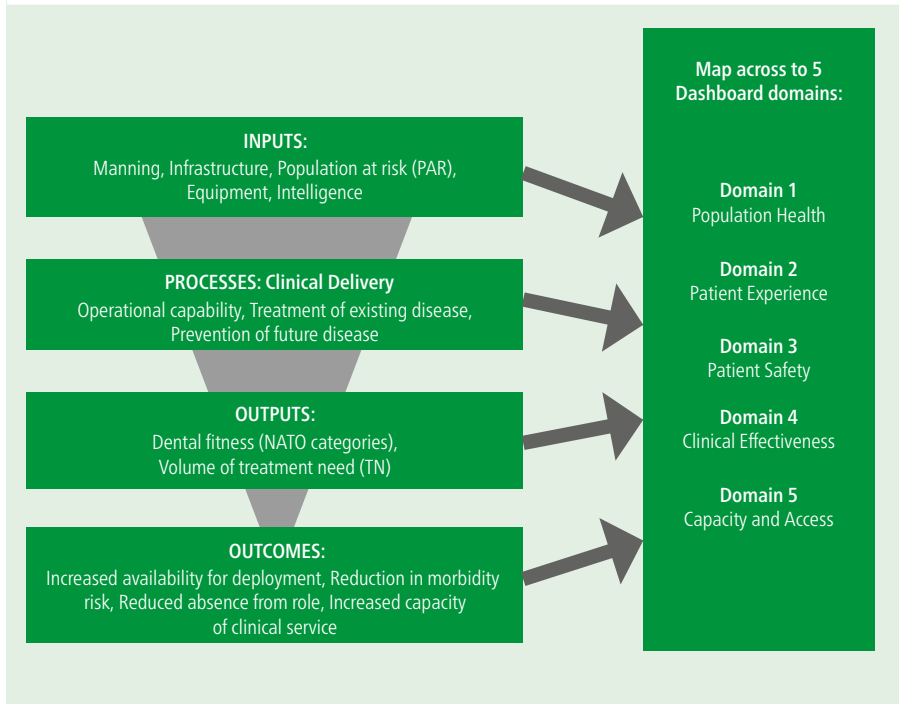 INPUTS:
Manning, Infrastructure, Population at risk (PAR),
Equipment, Intelligence
PROCESSES: Clinical Delivery
Operational capability, Treatment of existing disease,
Prevention of future disease
OUTPUTS:
Dental fitness (NATO categories),
Volume of treatment need (TN)
OUTCOMES:
Increased availability for deployment, Reduction in morbidity
risk, Reduced absence from role, Increased capacity
of clinical service
Map across to 5
Dashboard domains:
Domain 1
Population Health
Domain 2
Patient Experience
Domain 3
Patient Safety
Domain 4
Clinical Effectiveness
Domain 5
Capacity and Access